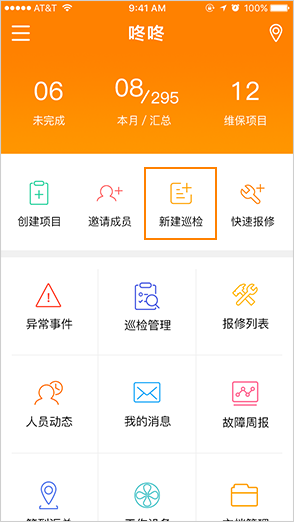 AT&T 9:41 AM 100%
咚咚
06 08/295 12
未完成 本月/汇总 维保项目
创建项目 邀请成员 新建巡检 快速报修
异常事件 巡检管理 报修列表
人员动态 我的消息 故障周报